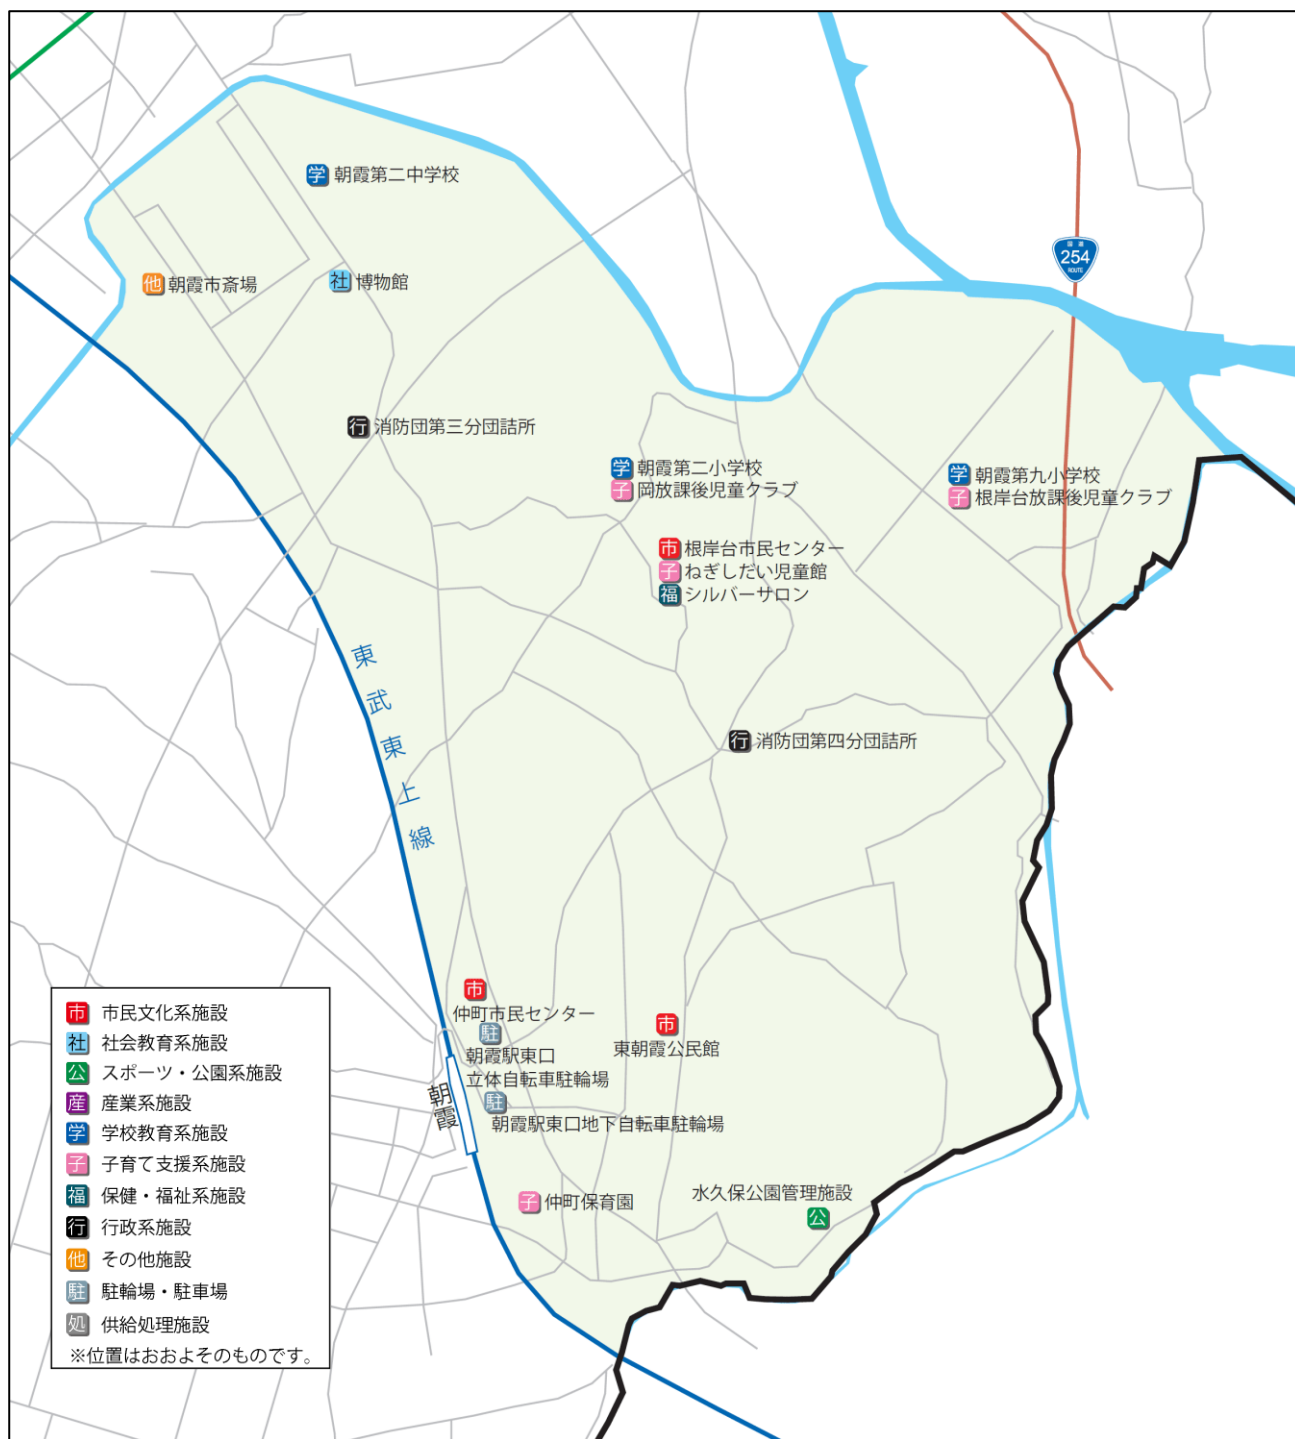 学 朝霞第二中学校
国道
254
ROUTE
他 朝霞市斎場
社 博物館
行 消防団第三分団詰所
学 朝霞第二小学校
子 岡放課後児童クラブ
学 朝霞第九小学校
子 根岸台放課後児童クラブ
市 根岸台市民センター
子 ねぎしだい児童館
福 シルバーサロン
東武東上線
行 消防団第四分団詰所
市
仲町市民センター
駐
朝霞駅東口
立体自転車駐輪場
市
東朝霞公民館
朝霞
駐
朝霞駅東口地下自転車駐輪場
子 仲町保育園
水久保公園管理施設
公
市 市民文化系施設
社 社会教育系施設
公 スポーツ・公園系施設
産 産業系施設
学 学校教育系施設
子 子育て支援系施設
福 保健・福祉系施設
行 行政系施設
他 その他施設
駐 駐輪場・駐車場
処 供給処理施設
※位置はおおよそのものです。